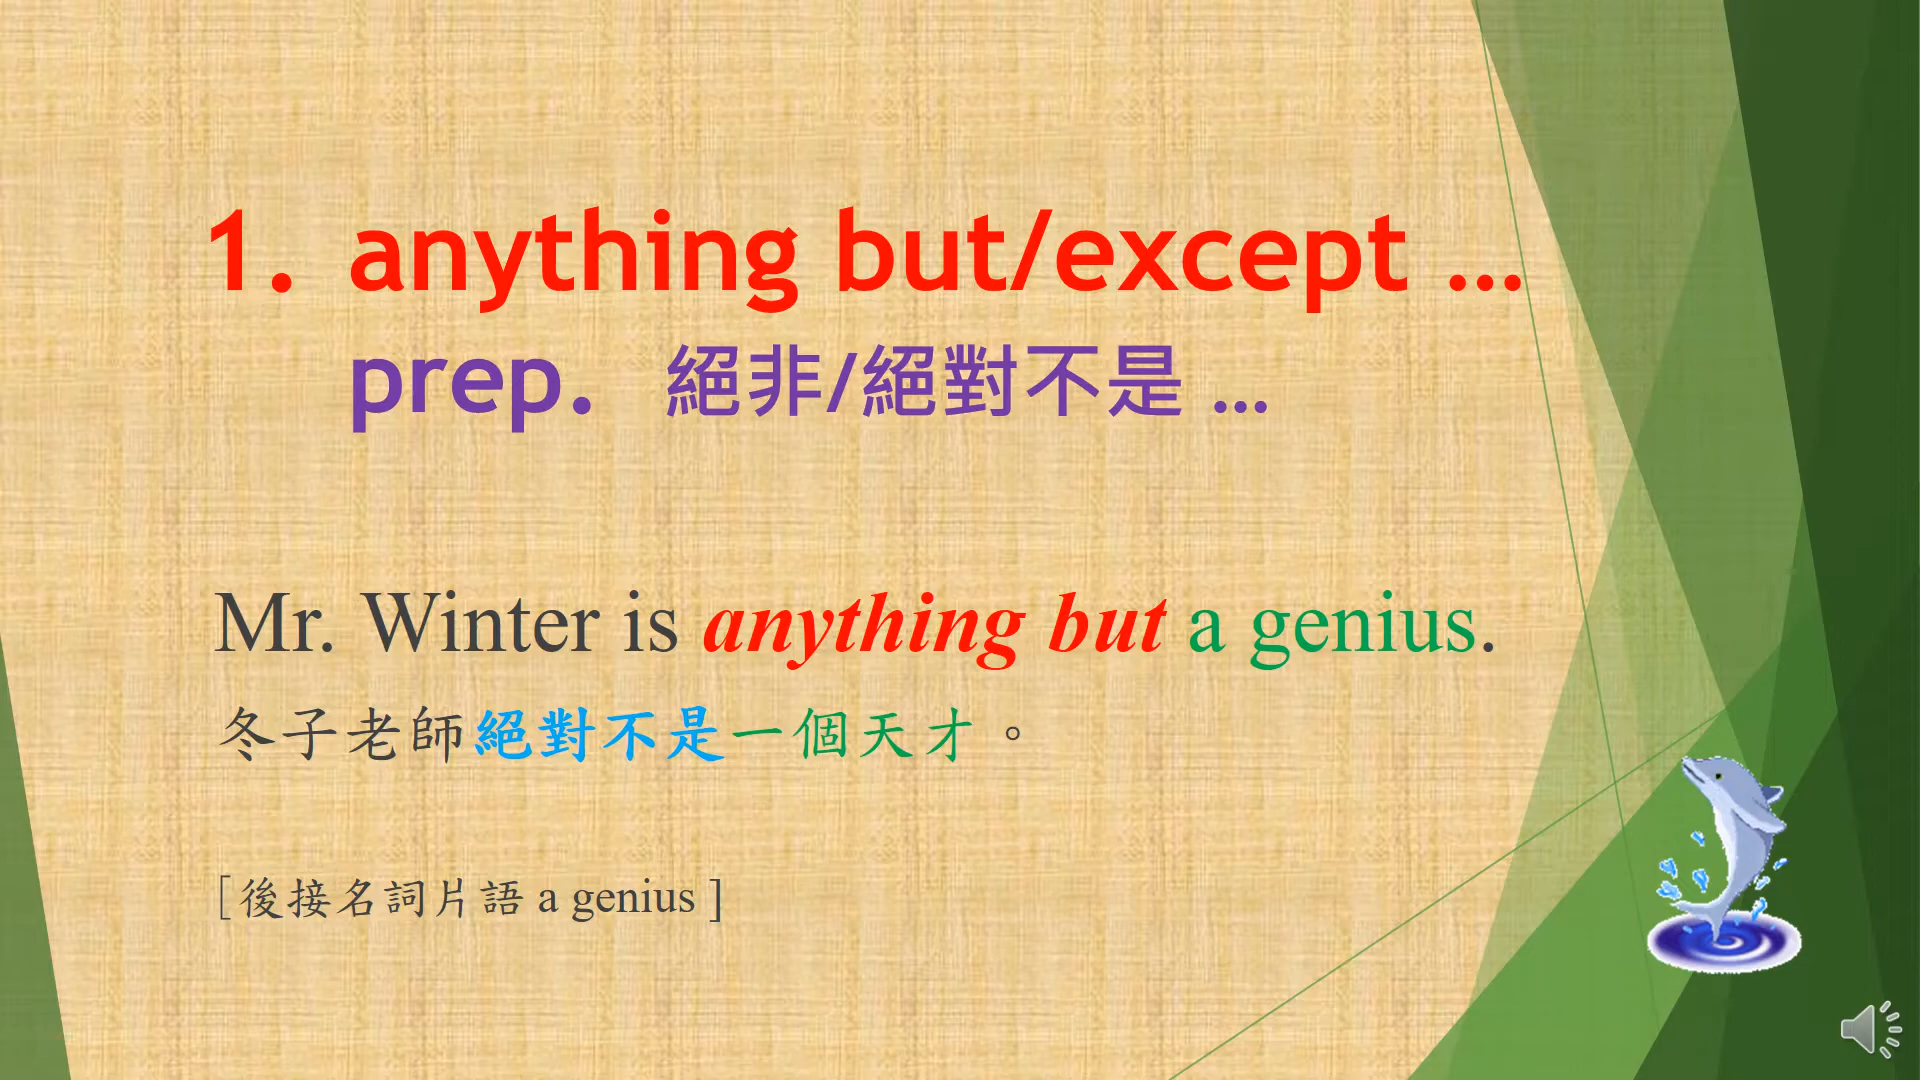 1. anything but/except ...
prep. 絕非/絕對不是 ...
Mr. Winter is anything but a genius.
冬子老師絕對不是一個天才。
[後接名詞片語 a genius ]